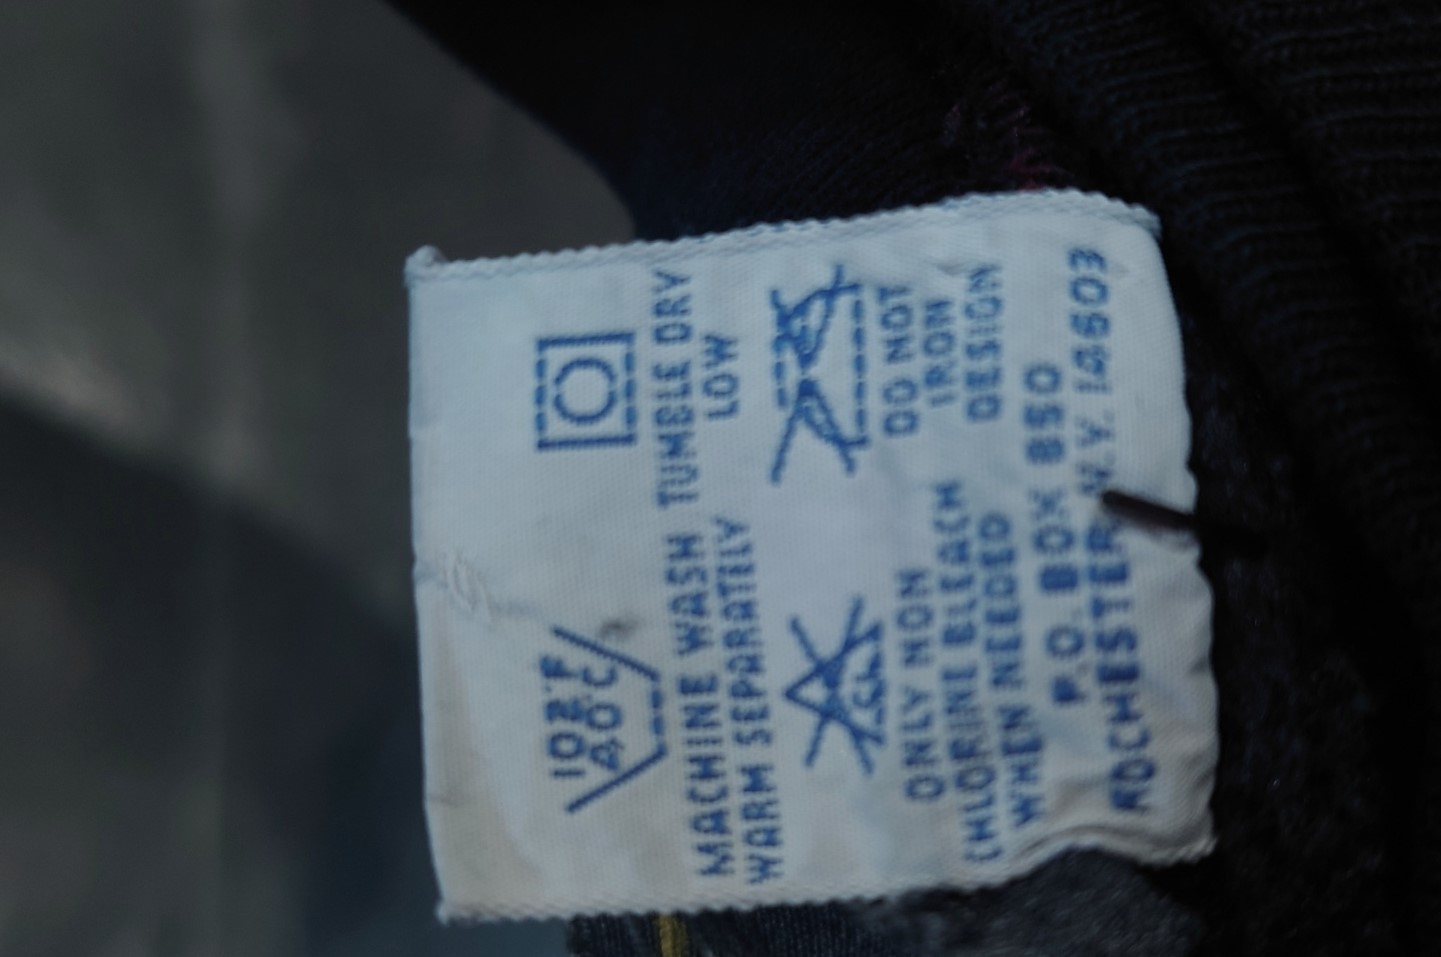 102°F
40°C
MACHINE WASH
WARM SEPARATELY
TUMBLE DRY
LOW
ONLY NON
CHLORINE BLEACH
WHEN NEEDED
DO NOT
IRON
DESIGN
P.O. BOX 850
ROCHESTER N.Y. 14603